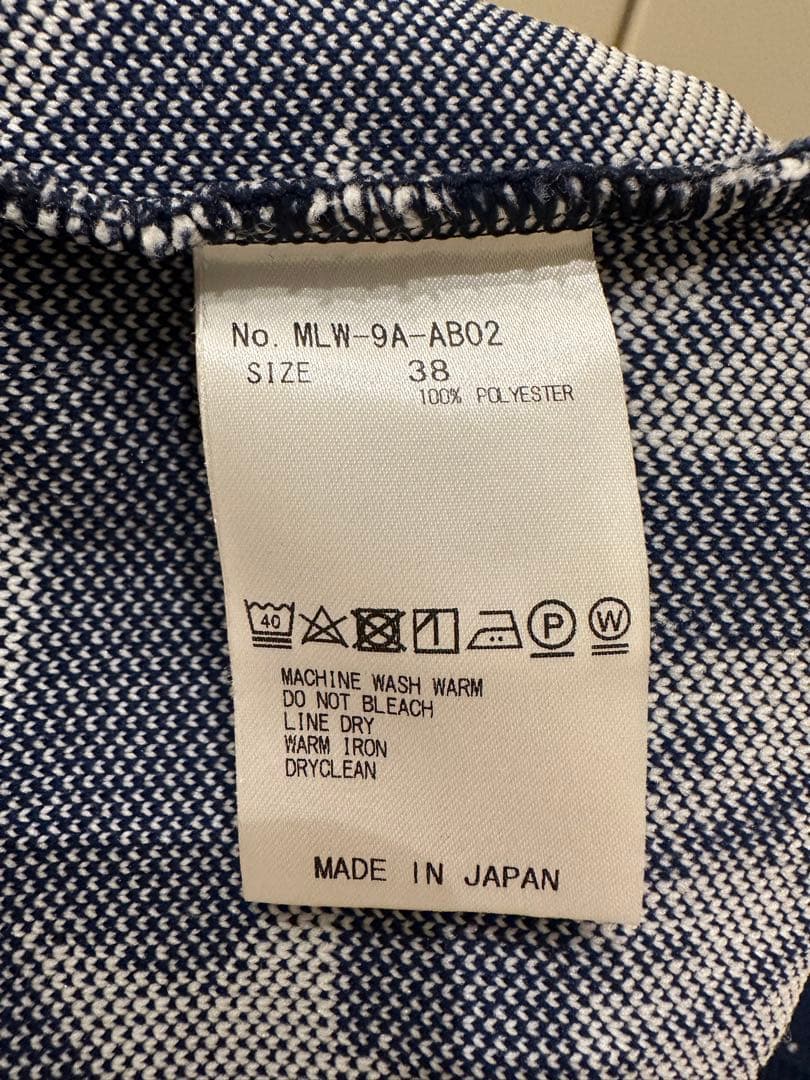 No. MLW-9A-AB02
SIZE 38
100% POLYESTER
40 P W
MACHINE WASH WARM
DO NOT BLEACH
LINE DRY
WARM IRON
DRYCLEAN
MADE IN JAPAN